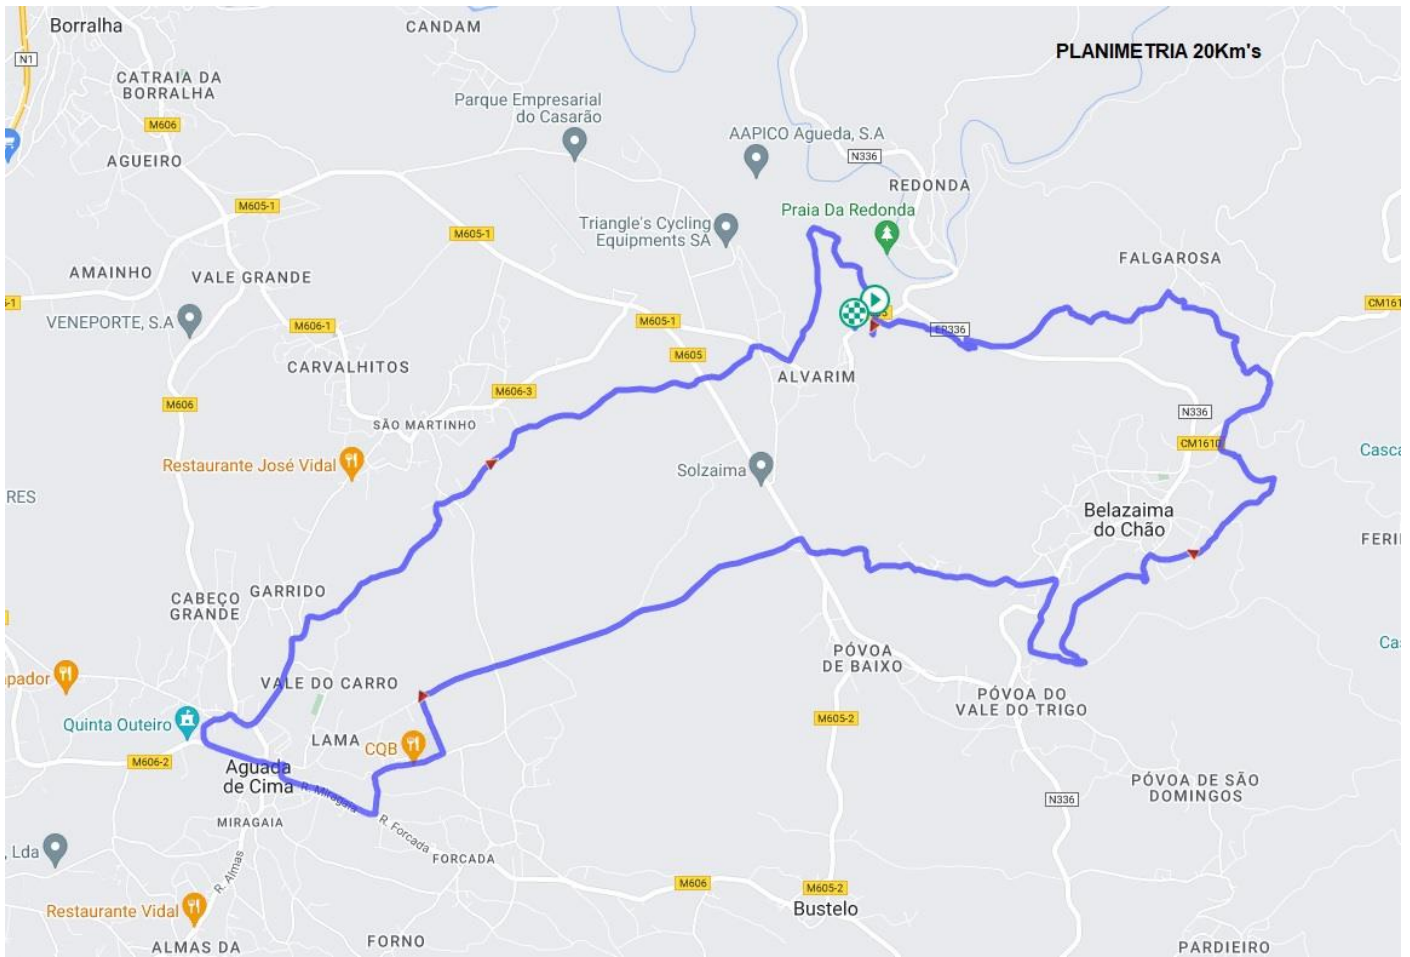 Borralha
CANDAM
PLANIMETRIA 20Km's
N1
CATRAIA DA
BORRALHA
Parque Empresarial
do Casarão
M606
AAPICO Agueda, S.A
AGUEIRO
N336
REDONDA
M605-1
Praia Da Redonda
Triangle's Cycling
Equipments SA
M605-1
AMAINHO
VALE GRANDE
FALGAROSA
VENEPORTE, S.A
M606-1
M605-1
ER336
M605
CARVALHITOS
ALVARIM
M606-3
M606
N336
SÃO MARTINHO
CM1610
Restaurante José Vidal
Solzaima
Casca
RES
Belazaima
do Chão
FERI
GARRIDO
CABEÇO
GRANDE
PÓVOA
DE BAIXO
Cas
pador
VALE DO CARRO
PÓVOA DO
VALE DO TRIGO
Quinta Outeiro
M605-2
LAMA
CQB
M606-2
Aguada
de Cima
R. Miragaia
PÓVOA DE SÃO
DOMINGOS
N336
MIRAGAIA
R. Forcada
, Lda
FORCADA
R. Almas
M606
M605-2
Restaurante Vidal
Bustelo
ALMAS DA
FORNO
PARDIEIRO